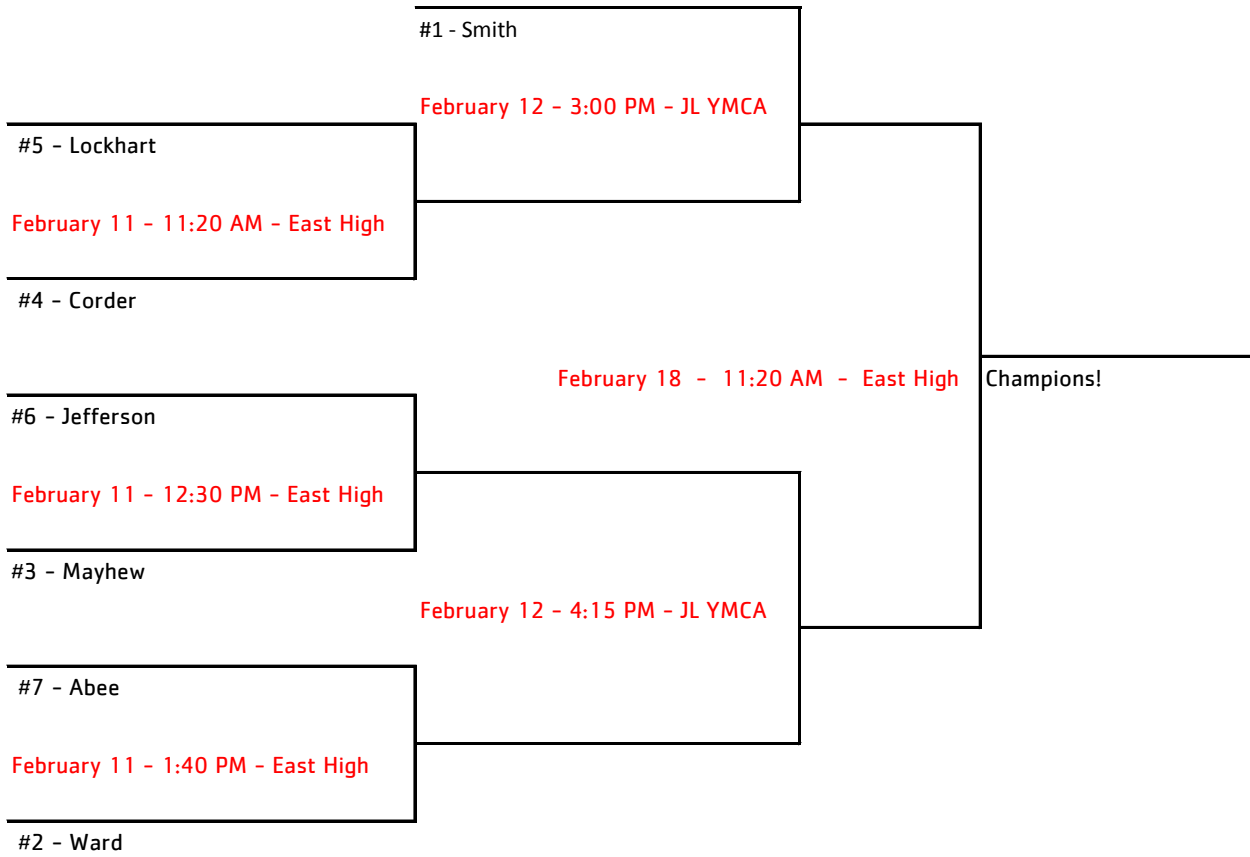 #1 - Smith
February 12 - 3:00 PM - JL YMCA
#5 - Lockhart
February 11 - 11:20 AM - East High
#4 - Corder
February 18 - 11:20 AM - East High
Champions!
#6 - Jefferson
February 11 - 12:30 PM - East High
#3 - Mayhew
February 12 - 4:15 PM - JL YMCA
#7 - Abee
February 11 - 1:40 PM - East High
#2 - Ward